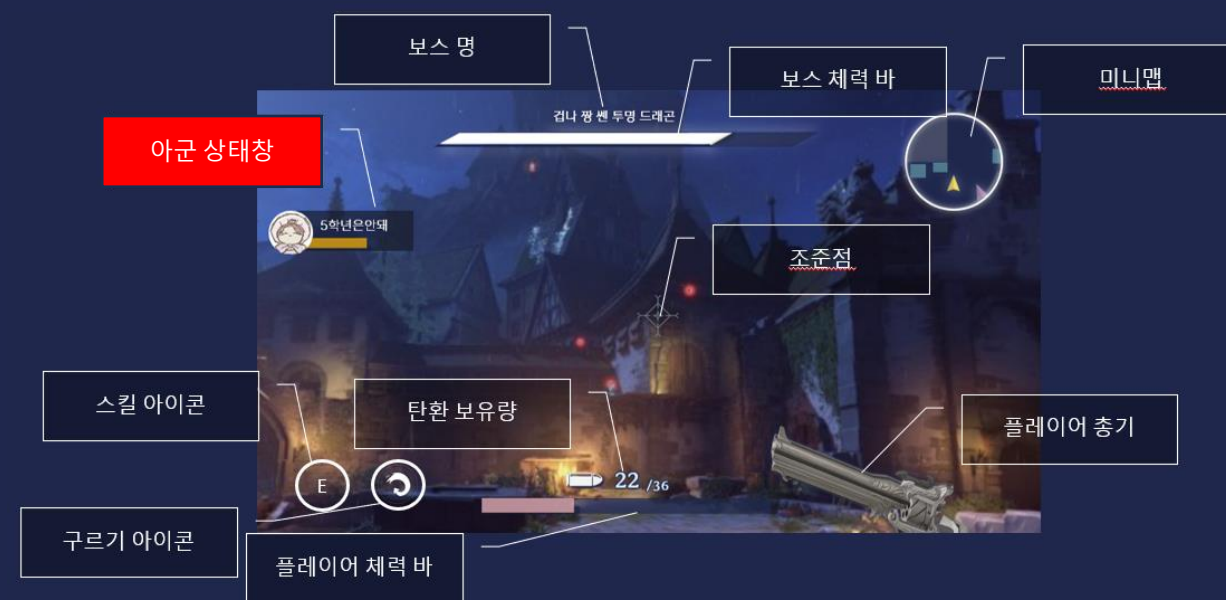 보스 명
보스 체력 바
미니맵
겁나 짱 쎈 투명 드래곤
아군 상태창
5학년은안돼
조준점
스킬 아이콘
탄환 보유량
플레이어 총기
E
22 /36
구르기 아이콘
플레이어 체력 바